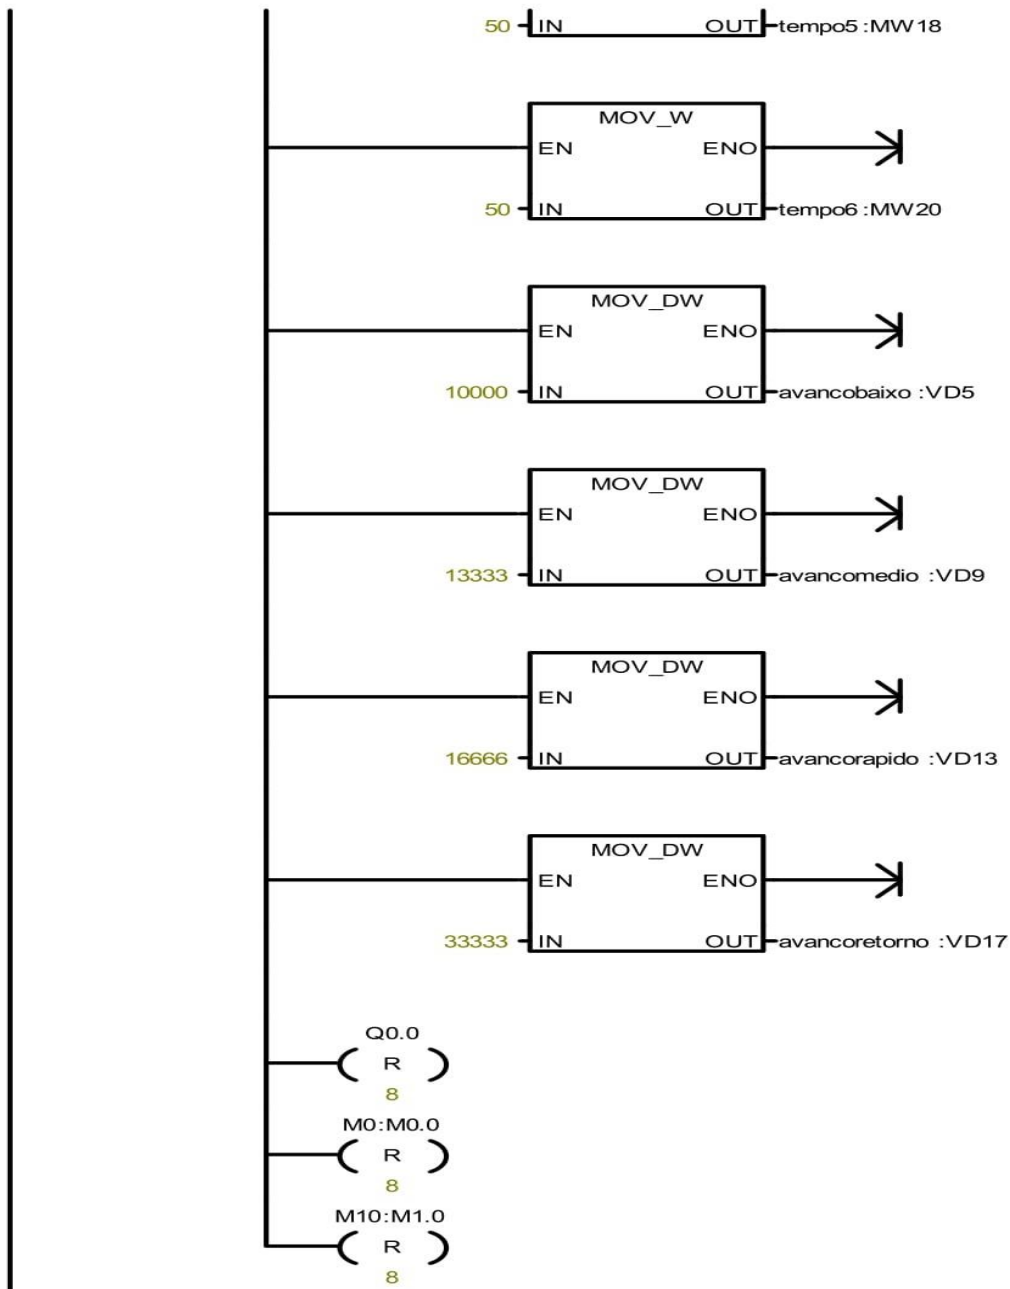 50 IN OUT tempo5 :MW18
MOV_W
EN ENO
50 IN OUT tempo6 :MW20
MOV_DW
EN ENO
10000 IN OUT avancobaixo :VD5
MOV_DW
EN ENO
13333 IN OUT avancomedio :VD9
MOV_DW
EN ENO
16666 IN OUT avancorapido :VD13
MOV_DW
EN ENO
33333 IN OUT avancoretorno :VD17
Q0.0
R
8
M0:M0.0
R
8
M10:M1.0
R
8